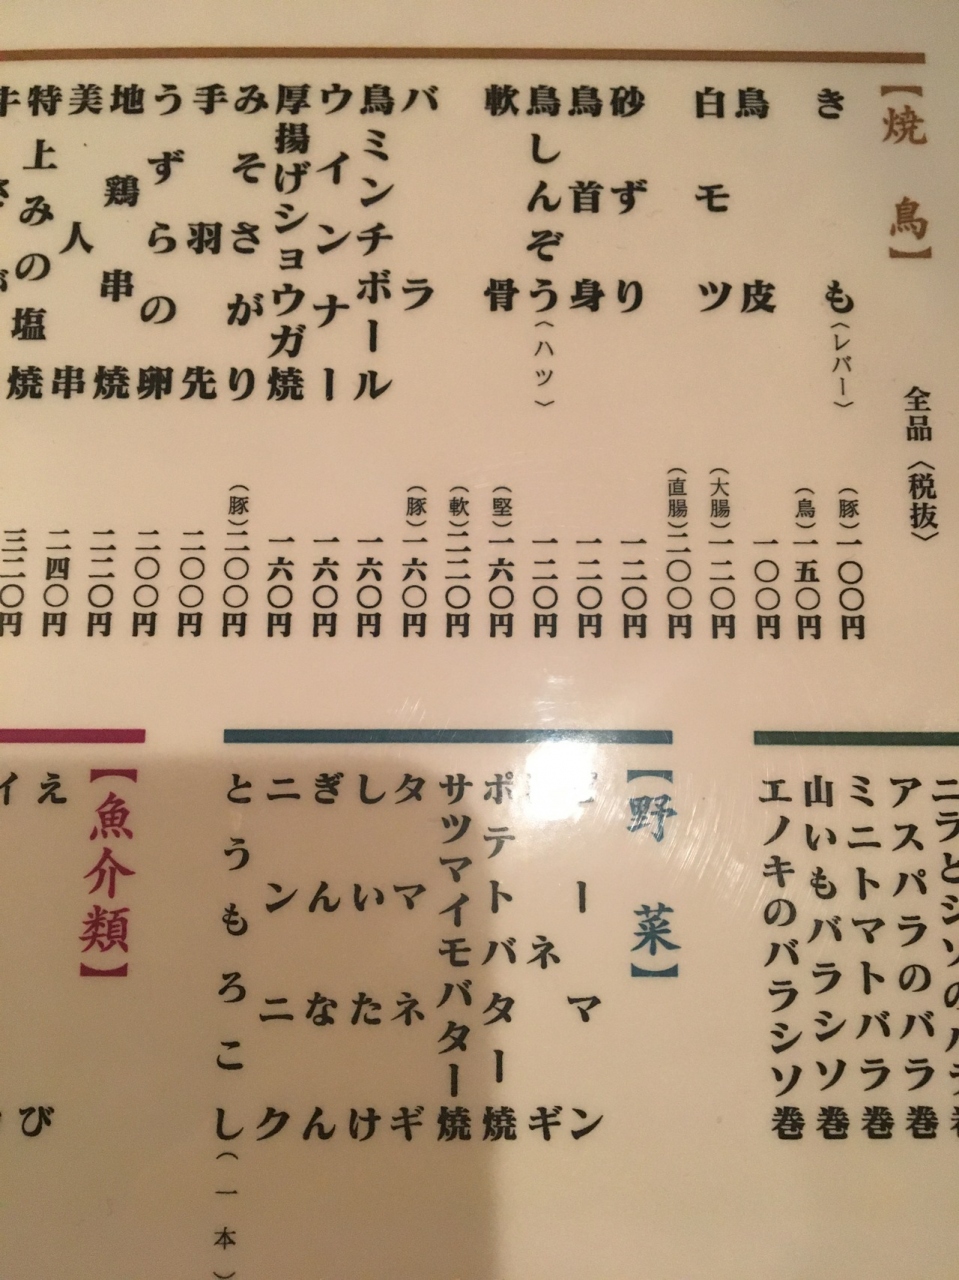 【焼鳥】
全品〈税抜〉
きも(レバー)
(豚)一〇〇円
(鳥)一五〇円
鳥皮
一〇〇円
白モツ
(大腸)一二〇円
(直腸)二〇〇円
砂ずり
一二〇円
鳥首身
一二〇円
鳥しんぞう(ハツ)
一二〇円
軟骨
(堅)一六〇円
(軟)二二〇円
バラ
(豚)一六〇円
鳥ミンチボール
一六〇円
ウインナー
一六〇円
厚揚げショウガ焼
一六〇円
みそさがり
(豚)二〇〇円
手羽先
二〇〇円
うずらの卵
二〇〇円
地鶏串焼
二二〇円
美人串
二四〇円
特上みの塩焼
三二〇円
ニラとシソの
アスパラのバラ巻
ミニトマトバラ巻
山いもバラシソ巻
エノキのバラシソ巻
【野菜】
ーマン
ネギ
ポテトバター焼
サツマイモバター焼
タマネギ
しいたけ
ぎんなん
ニンニク
とうもろこし(一本)
【魚介類】
えび